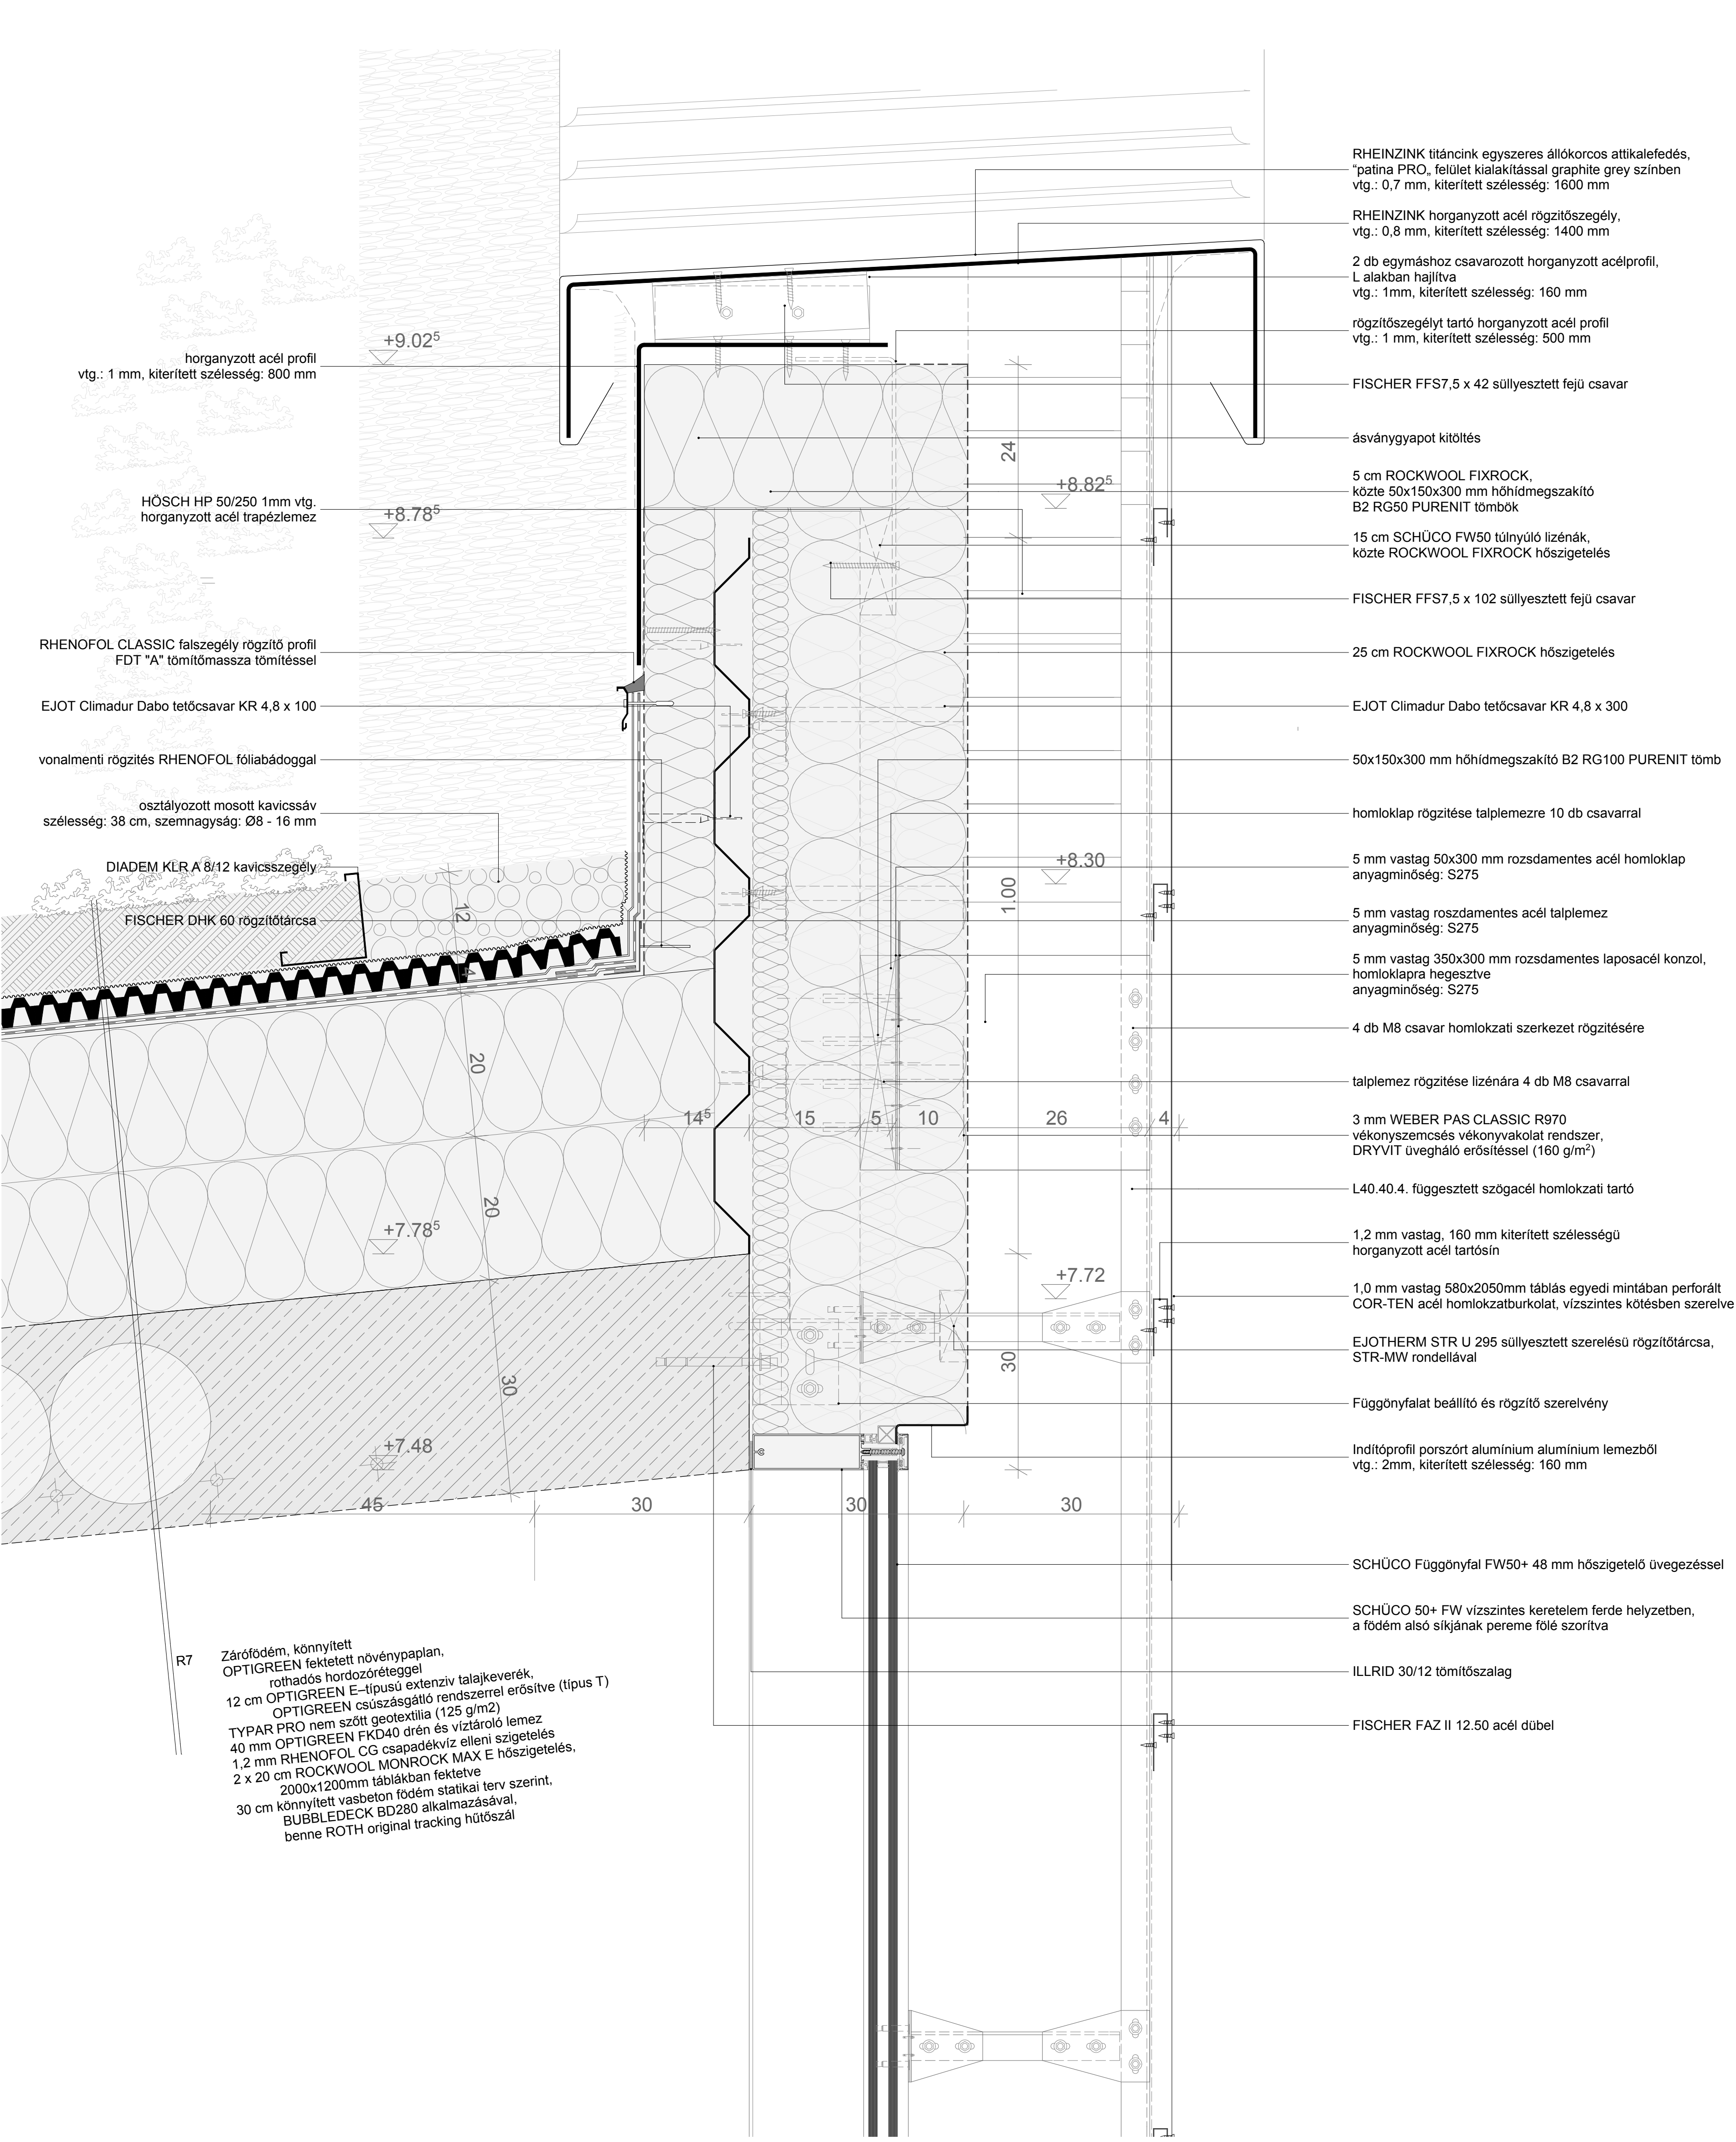 RHEINZINK titáncink egyszeres állókorcos attikalefedés,
“patina PRO„ felület kialakítással graphite grey színben
vtg.: 0,7 mm, kiterített szélesség: 1600 mm
RHEINZINK horganyzott acél rögzitőszegély,
vtg.: 0,8 mm, kiterített szélesség: 1400 mm
2 db egymáshoz csavarozott horganyzott acélprofil,
L alakban hajlítva
vtg.: 1mm, kiterített szélesség: 160 mm
rögzítőszegélyt tartó horganyzott acél profil
vtg.: 1 mm, kiterített szélesség: 500 mm
FISCHER FFS7,5 x 42 süllyesztett fejü csavar
ásványgyapot kitöltés
5 cm ROCKWOOL FIXROCK,
közte 50x150x300 mm hőhídmegszakító
B2 RG50 PURENIT tömbök
15 cm SCHÜCO FW50 túlnyúló lizénák,
közte ROCKWOOL FIXROCK hőszigetelés
FISCHER FFS7,5 x 102 süllyesztett fejü csavar
25 cm ROCKWOOL FIXROCK hőszigetelés
EJOT Climadur Dabo tetőcsavar KR 4,8 x 300
50x150x300 mm hőhídmegszakító B2 RG100 PURENIT tömb
homloklap rögzitése talplemezre 10 db csavarral
5 mm vastag 50x300 mm rozsdamentes acél homloklap
anyagminőség: S275
5 mm vastag roszdamentes acél talplemez
anyagminőség: S275
5 mm vastag 350x300 mm rozsdamentes laposacél konzol,
homloklapra hegesztve
anyagminőség: S275
4 db M8 csavar homlokzati szerkezet rögzitésére
talplemez rögzitése lizénára 4 db M8 csavarral
3 mm WEBER PAS CLASSIC R970
vékonyszemcsés vékonyvakolat rendszer,
DRYVIT üvegháló erősítéssel (160 g/m²)
L40.40.4. függesztett szögacél homlokzati tartó
1,2 mm vastag, 160 mm kiterített szélességü
horganyzott acél tartósín
1,0 mm vastag 580x2050mm táblás egyedi mintában perforált
COR-TEN acél homlokzatburkolat, vízszintes kötésben szerelve
EJOTHERM STR U 295 süllyesztett szerelésü rögzítőtárcsa,
STR-MW rondellával
Függönyfalat beállító és rögzítő szerelvény
Indítóprofil porszórt alumínium alumínium lemezből
vtg.: 2mm, kiterített szélesség: 160 mm
SCHÜCO Függönyfal FW50+ 48 mm hőszigetelő üvegezéssel
SCHÜCO 50+ FW vízszintes keretelem ferde helyzetben,
a födém alsó síkjának pereme fölé szorítva
ILLRID 30/12 tömítőszalag
FISCHER FAZ II 12.50 acél dübel
horganyzott acél profil
vtg.: 1 mm, kiterített szélesség: 800 mm
HÖSCH HP 50/250 1mm vtg.
horganyzott acél trapézlemez
RHENOFOL CLASSIC falszegély rögzítő profil
FDT "A" tömítőmassza tömítéssel
EJOT Climadur Dabo tetőcsavar KR 4,8 x 100
vonalmenti rögzités RHENOFOL fóliabádoggal
osztályozott mosott kavicssáv
szélesség: 38 cm, szemnagyság: Ø8 - 16 mm
DIADEM KLR A 8/12 kavicsszegély
FISCHER DHK 60 rögzítőtárcsa
+9.02⁵
+8.78⁵
+7.78⁵
+7.48
+8.82⁵
+8.30
+7.72
24
1.00
30
12
4
20
20
30
14⁵
15
5
10
26
4
45
30
30
30
R7
Zárófödém, könnyített
OPTIGREEN fektetett növénypaplan,
rothadós hordozóréteggel
12 cm OPTIGREEN E–típusú extenziv talajkeverék,
OPTIGREEN csúszásgátló rendszerrel erősítve (típus T)
TYPAR PRO nem szőtt geotextilia (125 g/m2)
40 mm OPTIGREEN FKD40 drén és víztároló lemez
1,2 mm RHENOFOL CG csapadékvíz elleni szigetelés
2 x 20 cm ROCKWOOL MONROCK MAX E hőszigetelés,
2000x1200mm táblákban fektetve
30 cm könnyített vasbeton födém statikai terv szerint,
BUBBLEDECK BD280 alkalmazásával,
benne ROTH original tracking hűtőszál